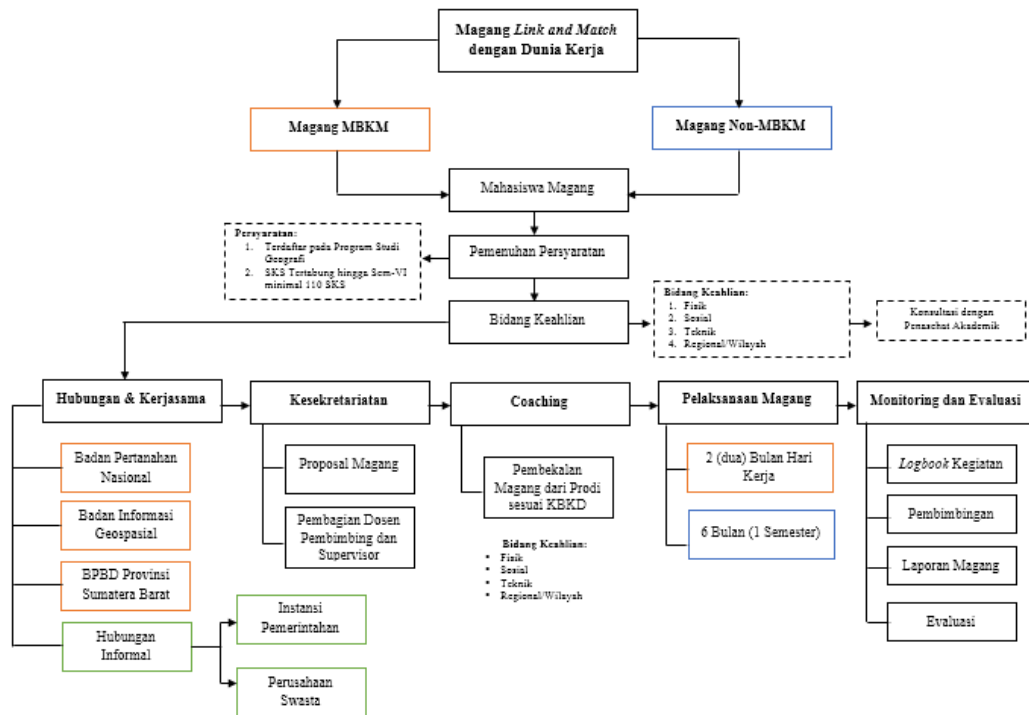 Magang Link and Match
dengan Dunia Kerja
Magang MBKM
Magang Non-MBKM
Mahasiswa Magang
Persyaratan:
1. Terdaftar pada Program Studi
Geografi
2. SKS Tertabung hingga Sem-VI
minimal 110 SKS
Pemenuhan Persyaratan
Bidang Keahlian
Bidang Keahlian:
1. Fisik
2. Sosial
3. Teknik
4. Regional/Wilayah
Konsultasi dengan
Penasehat Akademik
Hubungan & Kerjasama
Kesekretariatan
Coaching
Pelaksanaan Magang
Monitoring dan Evaluasi
Badan Pertanahan
Nasional
Badan Informasi
Geospasial
BPBD Provinsi
Sumatera Barat
Hubungan
Informal
Instansi
Pemerintahan
Perusahaan
Swasta
Proposal Magang
Pembagian Dosen
Pembimbing dan
Supervisor
Pembekalan
Magang dari Prodi
sesuai KBKD
Bidang Keahlian:
▪ Fisik
▪ Sosial
▪ Teknik
▪ Regional/Wilayah
2 (dua) Bulan Hari
Kerja
6 Bulan (1 Semester)
Logbook Kegiatan
Pembimbingan
Laporan Magang
Evaluasi